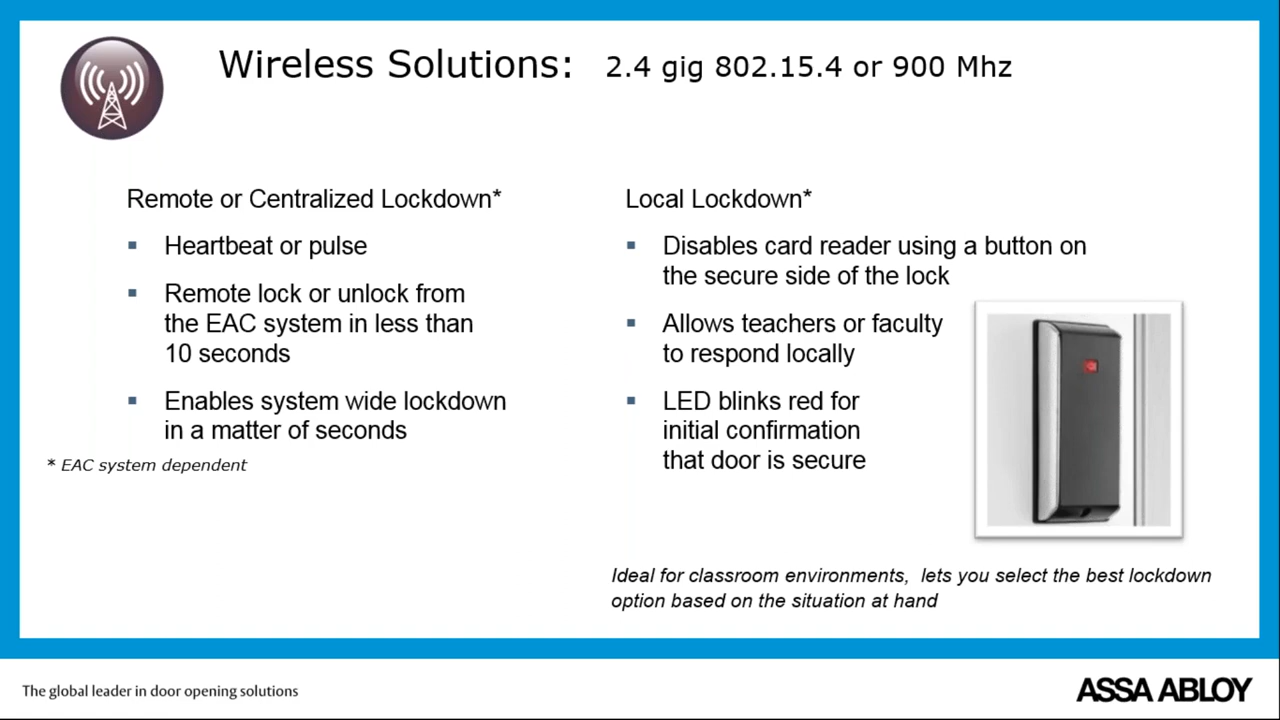 Wireless Solutions: 2.4 gig 802.15.4 or 900 Mhz
Remote or Centralized Lockdown*
Heartbeat or pulse
Remote lock or unlock from
the EAC system in less than
10 seconds
Enables system wide lockdown
in a matter of seconds
* EAC system dependent
Local Lockdown*
Disables card reader using a button on
the secure side of the lock
Allows teachers or faculty
to respond locally
LED blinks red for
initial confirmation
that door is secure
Ideal for classroom environments, lets you select the best lockdown
option based on the situation at hand
The global leader in door opening solutions
ASSA ABLOY